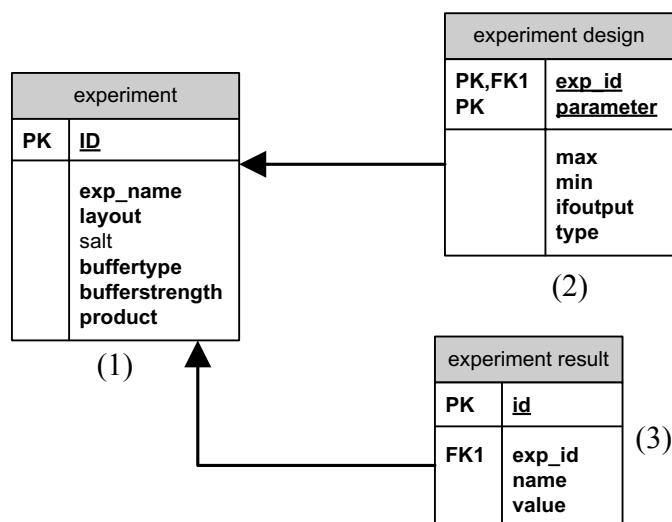 experiment
PK ID
exp_name
layout
salt
buffertype
bufferstrength
product
(1)
experiment design
PK,FK1 exp_id
PK parameter
max
min
ifoutput
type
(2)
experiment result
PK id
FK1 exp_id
name
value
(3)